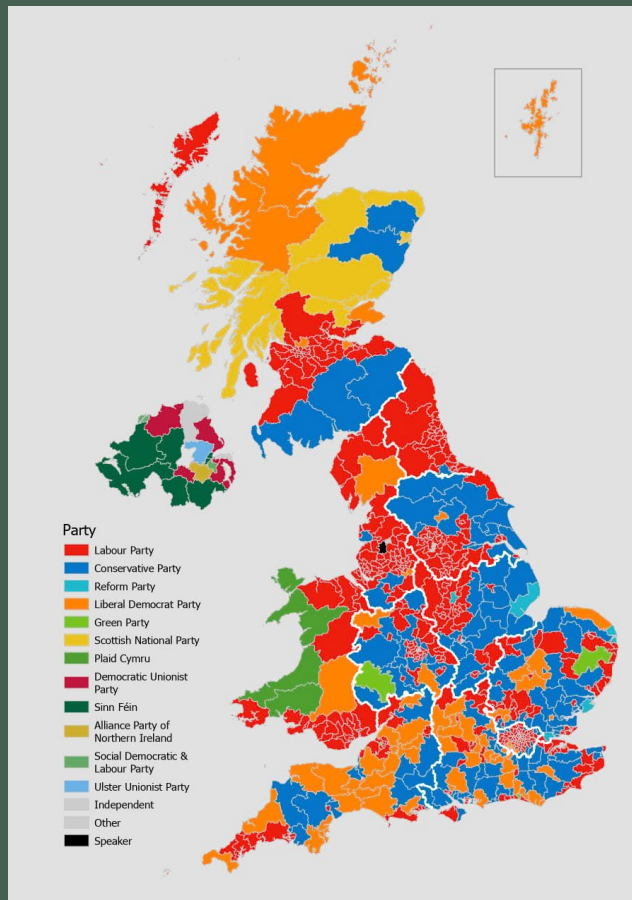 Party
Labour Party
Conservative Party
Reform Party
Liberal Democrat Party
Green Party
Scottish National Party
Plaid Cymru
Democratic Unionist
Party
Sinn Féin
Alliance Party of
Northern Ireland
Social Democratic &
Labour Party
Ulster Unionist Party
Independent
Other
Speaker